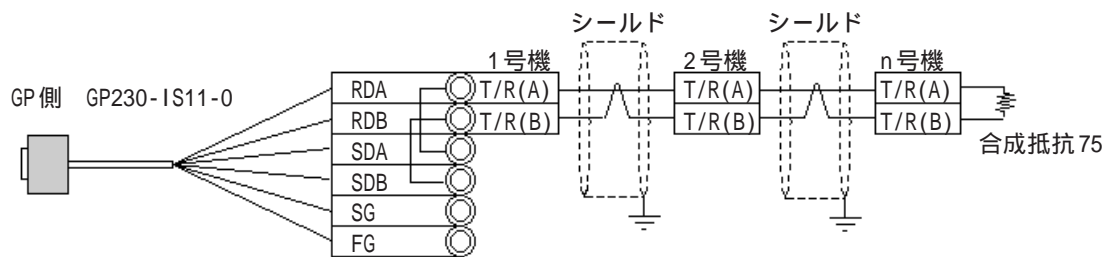 シールド シールド
1号機 2号機 n号機
GP側 GP230-IS11-0
RDA T/R(A) T/R(A) T/R(A)
RDB T/R(B) T/R(B) T/R(B)
SDA
合成抵抗75
SDB
SG
FG